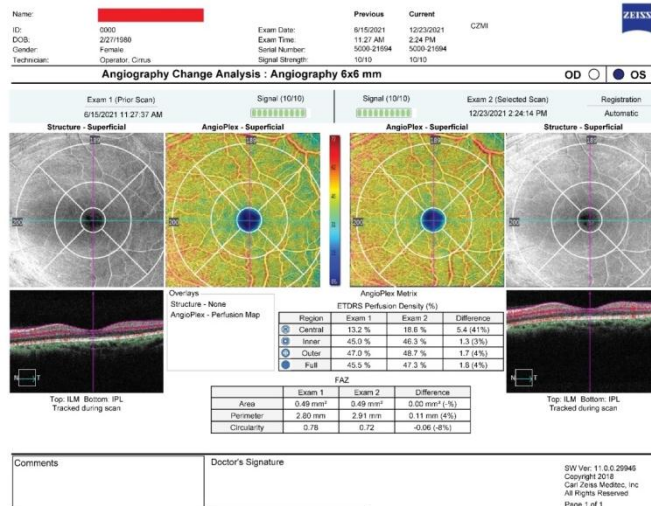 Name:
Previous Current
ZEISS
ID: 0000 Exam Date: 6/15/2021 12/23/2021 CZMI
DOB: 2/27/1980 Exam Time: 11:27 AM 2:24 PM
Gender: Female Serial Number: 5000-21694 5000-21694
Technician: Operator, Cirrus Signal Strength: 10/10 10/10
Angiography Change Analysis : Angiography 6x6 mm OD OS
Exam 1 (Prior Scan) Signal (10/10) Signal (10/10) Exam 2 (Selected Scan) Registration
6/15/2021 11:27:37 AM 12/23/2021 2:24:14 PM Automatic
Structure - Superficial AngioPlex - Superficial AngioPlex - Superficial Structure - Superficial
Overlays
Structure - None
AngioPlex - Perfusion Map
AngioPlex Metric
ETDRS Perfusion Density (%)
Region Exam 1 Exam 2 Difference
Central 13.2 % 18.6 % 5.4 (41%)
Inner 45.0 % 46.3 % 1.3 (3%)
Outer 47.0 % 48.7 % 1.7 (4%)
Full 45.5 % 47.3 % 1.8 (4%)
N T
Top: ILM Bottom: IPL
Tracked during scan
N T
Top: ILM Bottom: IPL
Tracked during scan
FAZ
Exam 1 Exam 2 Difference
Area 0.49 mm² 0.49 mm² 0.00 mm² (-%)
Perimeter 2.80 mm 2.91 mm 0.11 mm (4%)
Circularity 0.78 0.72 -0.06 (-8%)
Comments Doctor's Signature
SW Ver: 11.0.0.29946
Copyright 2018
Carl Zeiss Meditec, Inc
All Rights Reserved
Page 1 of 1